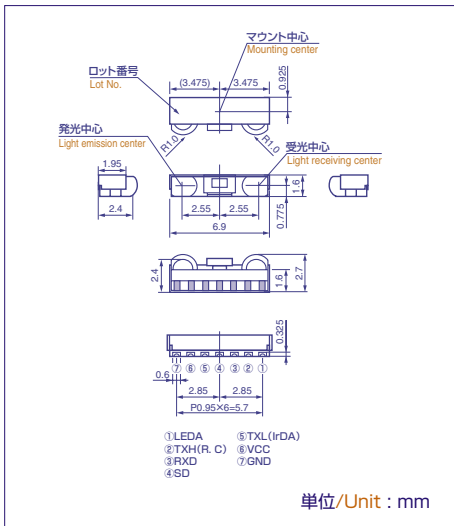 マウント中心
Mounting center
(3.475)
3.475
0.925
ロット番号
Lot No.
R1.0
R1.0
発光中心
Light emission center
受光中心
Light receiving center
1.95
2.4
2.55
2.55
6.9
1.6
0.775
2.4
1.6
2.7
0.325
⑦ ⑥ ⑤ ④ ③ ② ①
0.6
2.85
2.85
P0.95×6=5.7
①LEDA
②TXH(R. C)
③RXD
④SD
⑤TXL(IrDA)
⑥VCC
⑦GND
単位/Unit : mm